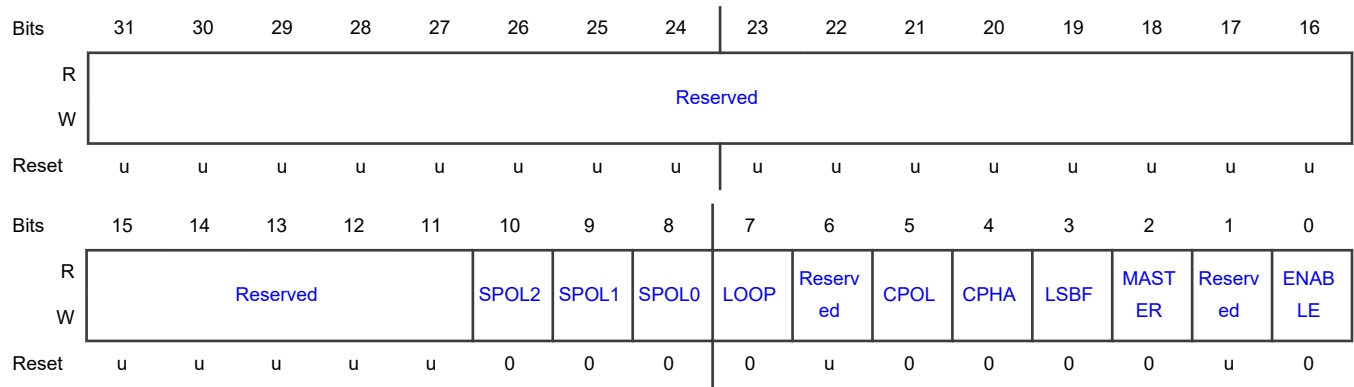 Bits 31 30 29 28 27 26 25 24 23 22 21 20 19 18 17 16
R
Reserved
W
Reset u u u u u u u u u u u u u u u u
Bits 15 14 13 12 11 10 9 8 7 6 5 4 3 2 1 0
R
Reserved SPOL2 SPOL1 SPOL0 LOOP Reserv ed CPOL CPHA LSBF MAST ER Reserv ed ENAB LE
W
Reset u u u u u 0 0 0 0 u 0 0 0 0 u 0